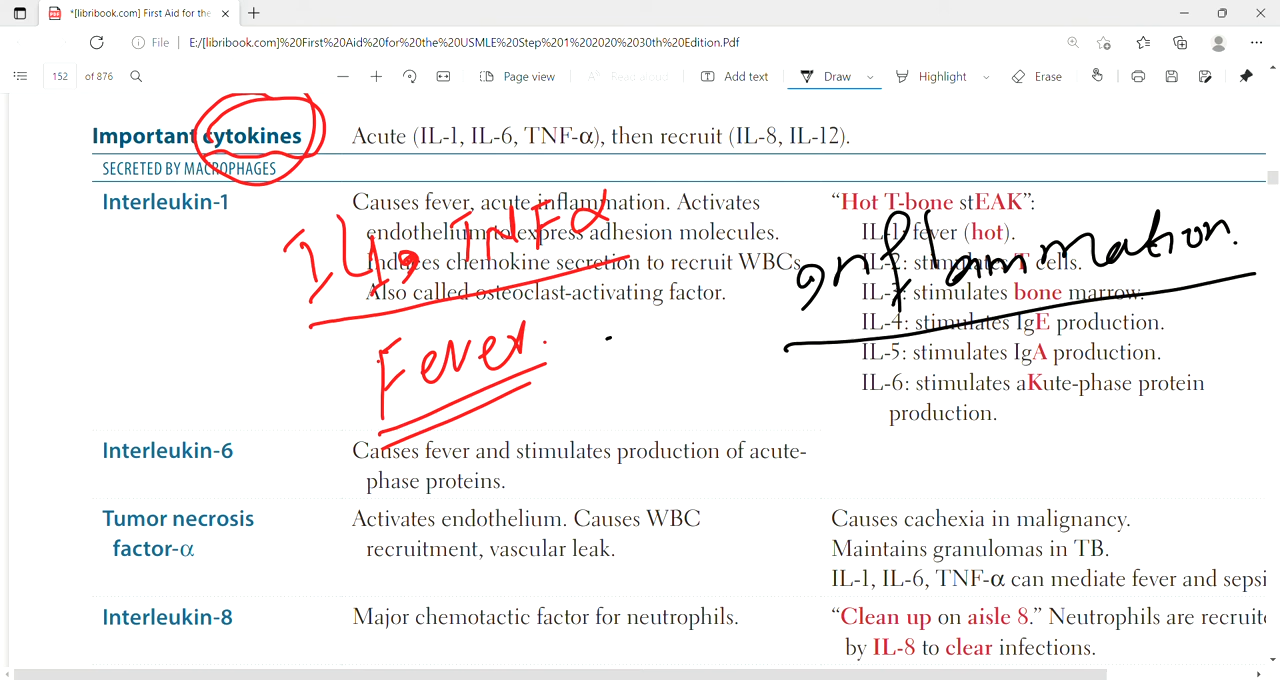 *[libribook.com] First Aid for the
File E:/[libribook.com]%20First%20Aid%20for%20the%20USMLE%20Step%201%202020%2030th%20Edition.Pdf
152 of 876 Page view Read aloud Add text Draw Highlight Erase
Important cytokines Acute (IL-1, IL-6, TNF-α), then recruit (IL-8, IL-12).
SECRETED BY MACROPHAGES
Interleukin-1 Causes fever, acute inflammation. Activates
endothelium to express adhesion molecules.
Induces chemokine secretion to recruit WBCs.
Also called osteoclast-activating factor.
"Hot T-bone stEAK":
IL-1: fever (hot).
IL-2: stimulates T cells.
IL-3: stimulates bone marrow.
IL-4: stimulates IgE production.
IL-5: stimulates IgA production.
IL-6: stimulates aKute-phase protein
production.
TNFα
Fever.
inflammation.
Interleukin-6 Causes fever and stimulates production of acute-
phase proteins.
Tumor necrosis
factor-α
Activates endothelium. Causes WBC
recruitment, vascular leak.
Causes cachexia in malignancy.
Maintains granulomas in TB.
IL-1, IL-6, TNF-α can mediate fever and sepsi
Interleukin-8 Major chemotactic factor for neutrophils.
"Clean up on aisle 8." Neutrophils are recruite
by IL-8 to clear infections.